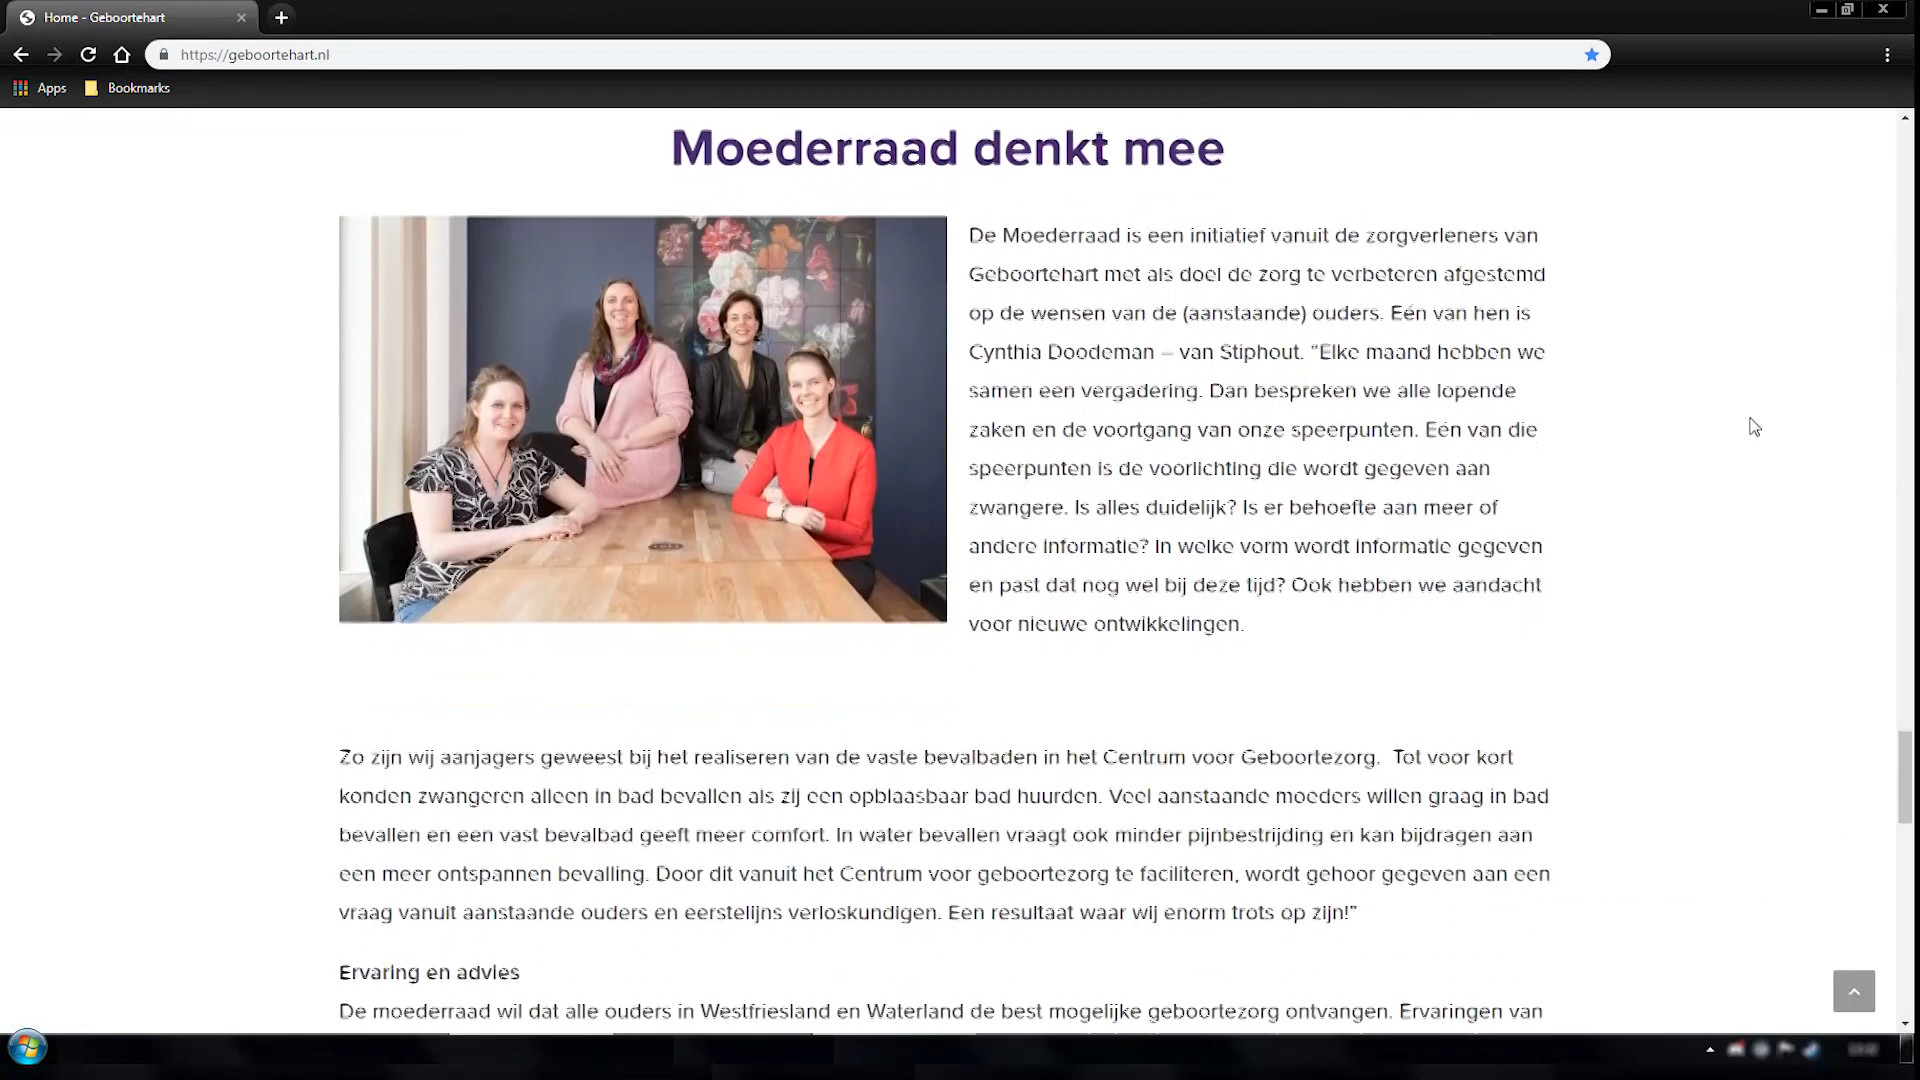 Home - Geboortehart
https://geboortehart.nl
Apps Bookmarks
Moederraad denkt mee
De Moederraad is een initiatief vanuit de zorgverleners van
Geboortehart met als doel de zorg te verbeteren afgestemd
op de wensen van de (aanstaande) ouders. Eén van hen is
Cynthia Doodeman – van Stiphout. “Elke maand hebben we
samen een vergadering. Dan bespreken we alle lopende
zaken en de voortgang van onze speerpunten. Eén van die
speerpunten is de voorlichting die wordt gegeven aan
zwangere. Is alles duidelijk? Is er behoefte aan meer of
andere informatie? In welke vorm wordt informatie gegeven
en past dat nog wel bij deze tijd? Ook hebben we aandacht
voor nieuwe ontwikkelingen.
Zo zijn wij aanjagers geweest bij het realiseren van de vaste bevalbaden in het Centrum voor Geboortezorg. Tot voor kort
konden zwangeren alleen in bad bevallen als zij een opblaasbaar bad huurden. Veel aanstaande moeders willen graag in bad
bevallen en een vast bevalbad geeft meer comfort. In water bevallen vraagt ook minder pijnbestrijding en kan bijdragen aan
een meer ontspannen bevalling. Door dit vanuit het Centrum voor geboortezorg te faciliteren, wordt gehoor gegeven aan een
vraag vanuit aanstaande ouders en eerstelijns verloskundigen. Een resultaat waar wij enorm trots op zijn!”
Ervaring en advies
De moederraad wil dat alle ouders in Westfriesland en Waterland de best mogelijke geboortezorg ontvangen. Ervaringen van